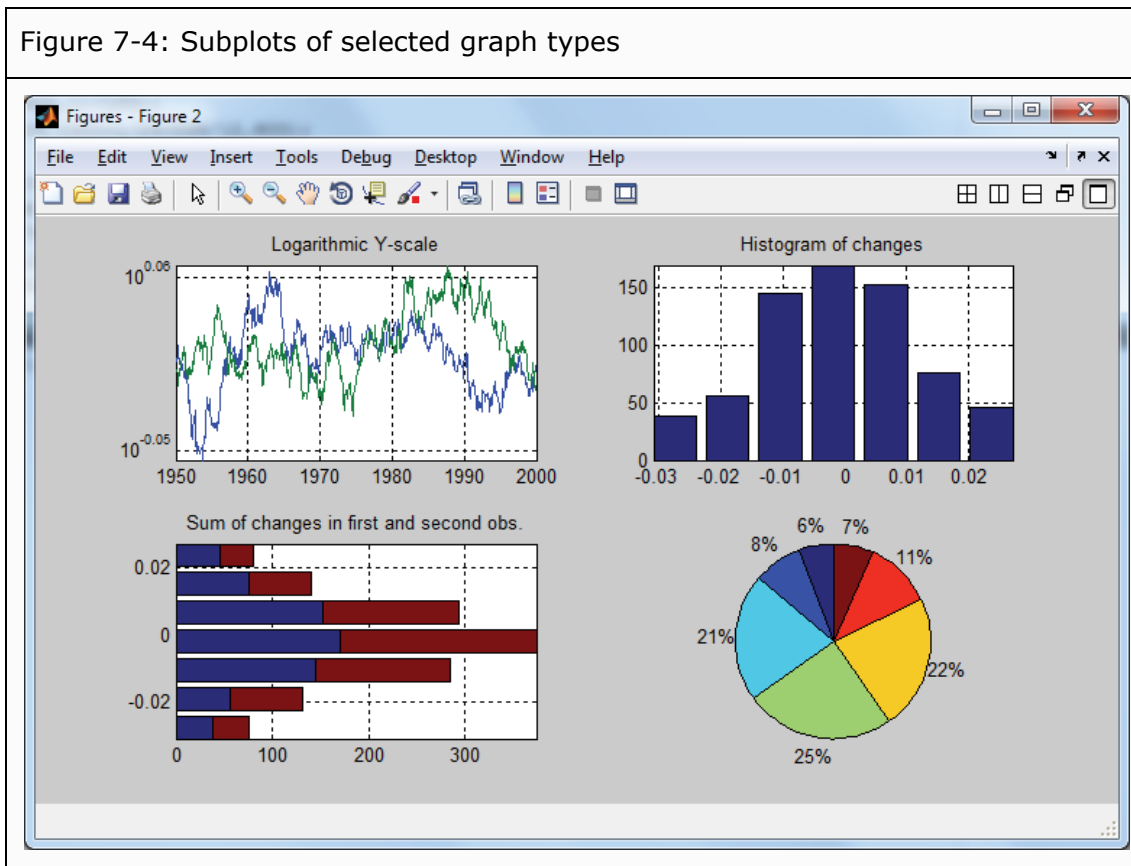 Figure 7-4: Subplots of selected graph types
Figures - Figure 2
File Edit View Insert Tools Debug Desktop Window Help
Logarithmic Y-scale
10^0.06
10^-0.05
1950 1960 1970 1980 1990 2000
Histogram of changes
150
100
50
0
-0.03 -0.02 -0.01 0 0.01 0.02
Sum of changes in first and second obs.
0.02
0
-0.02
0 100 200 300
6% 7%
8%
11%
21%
22%
25%